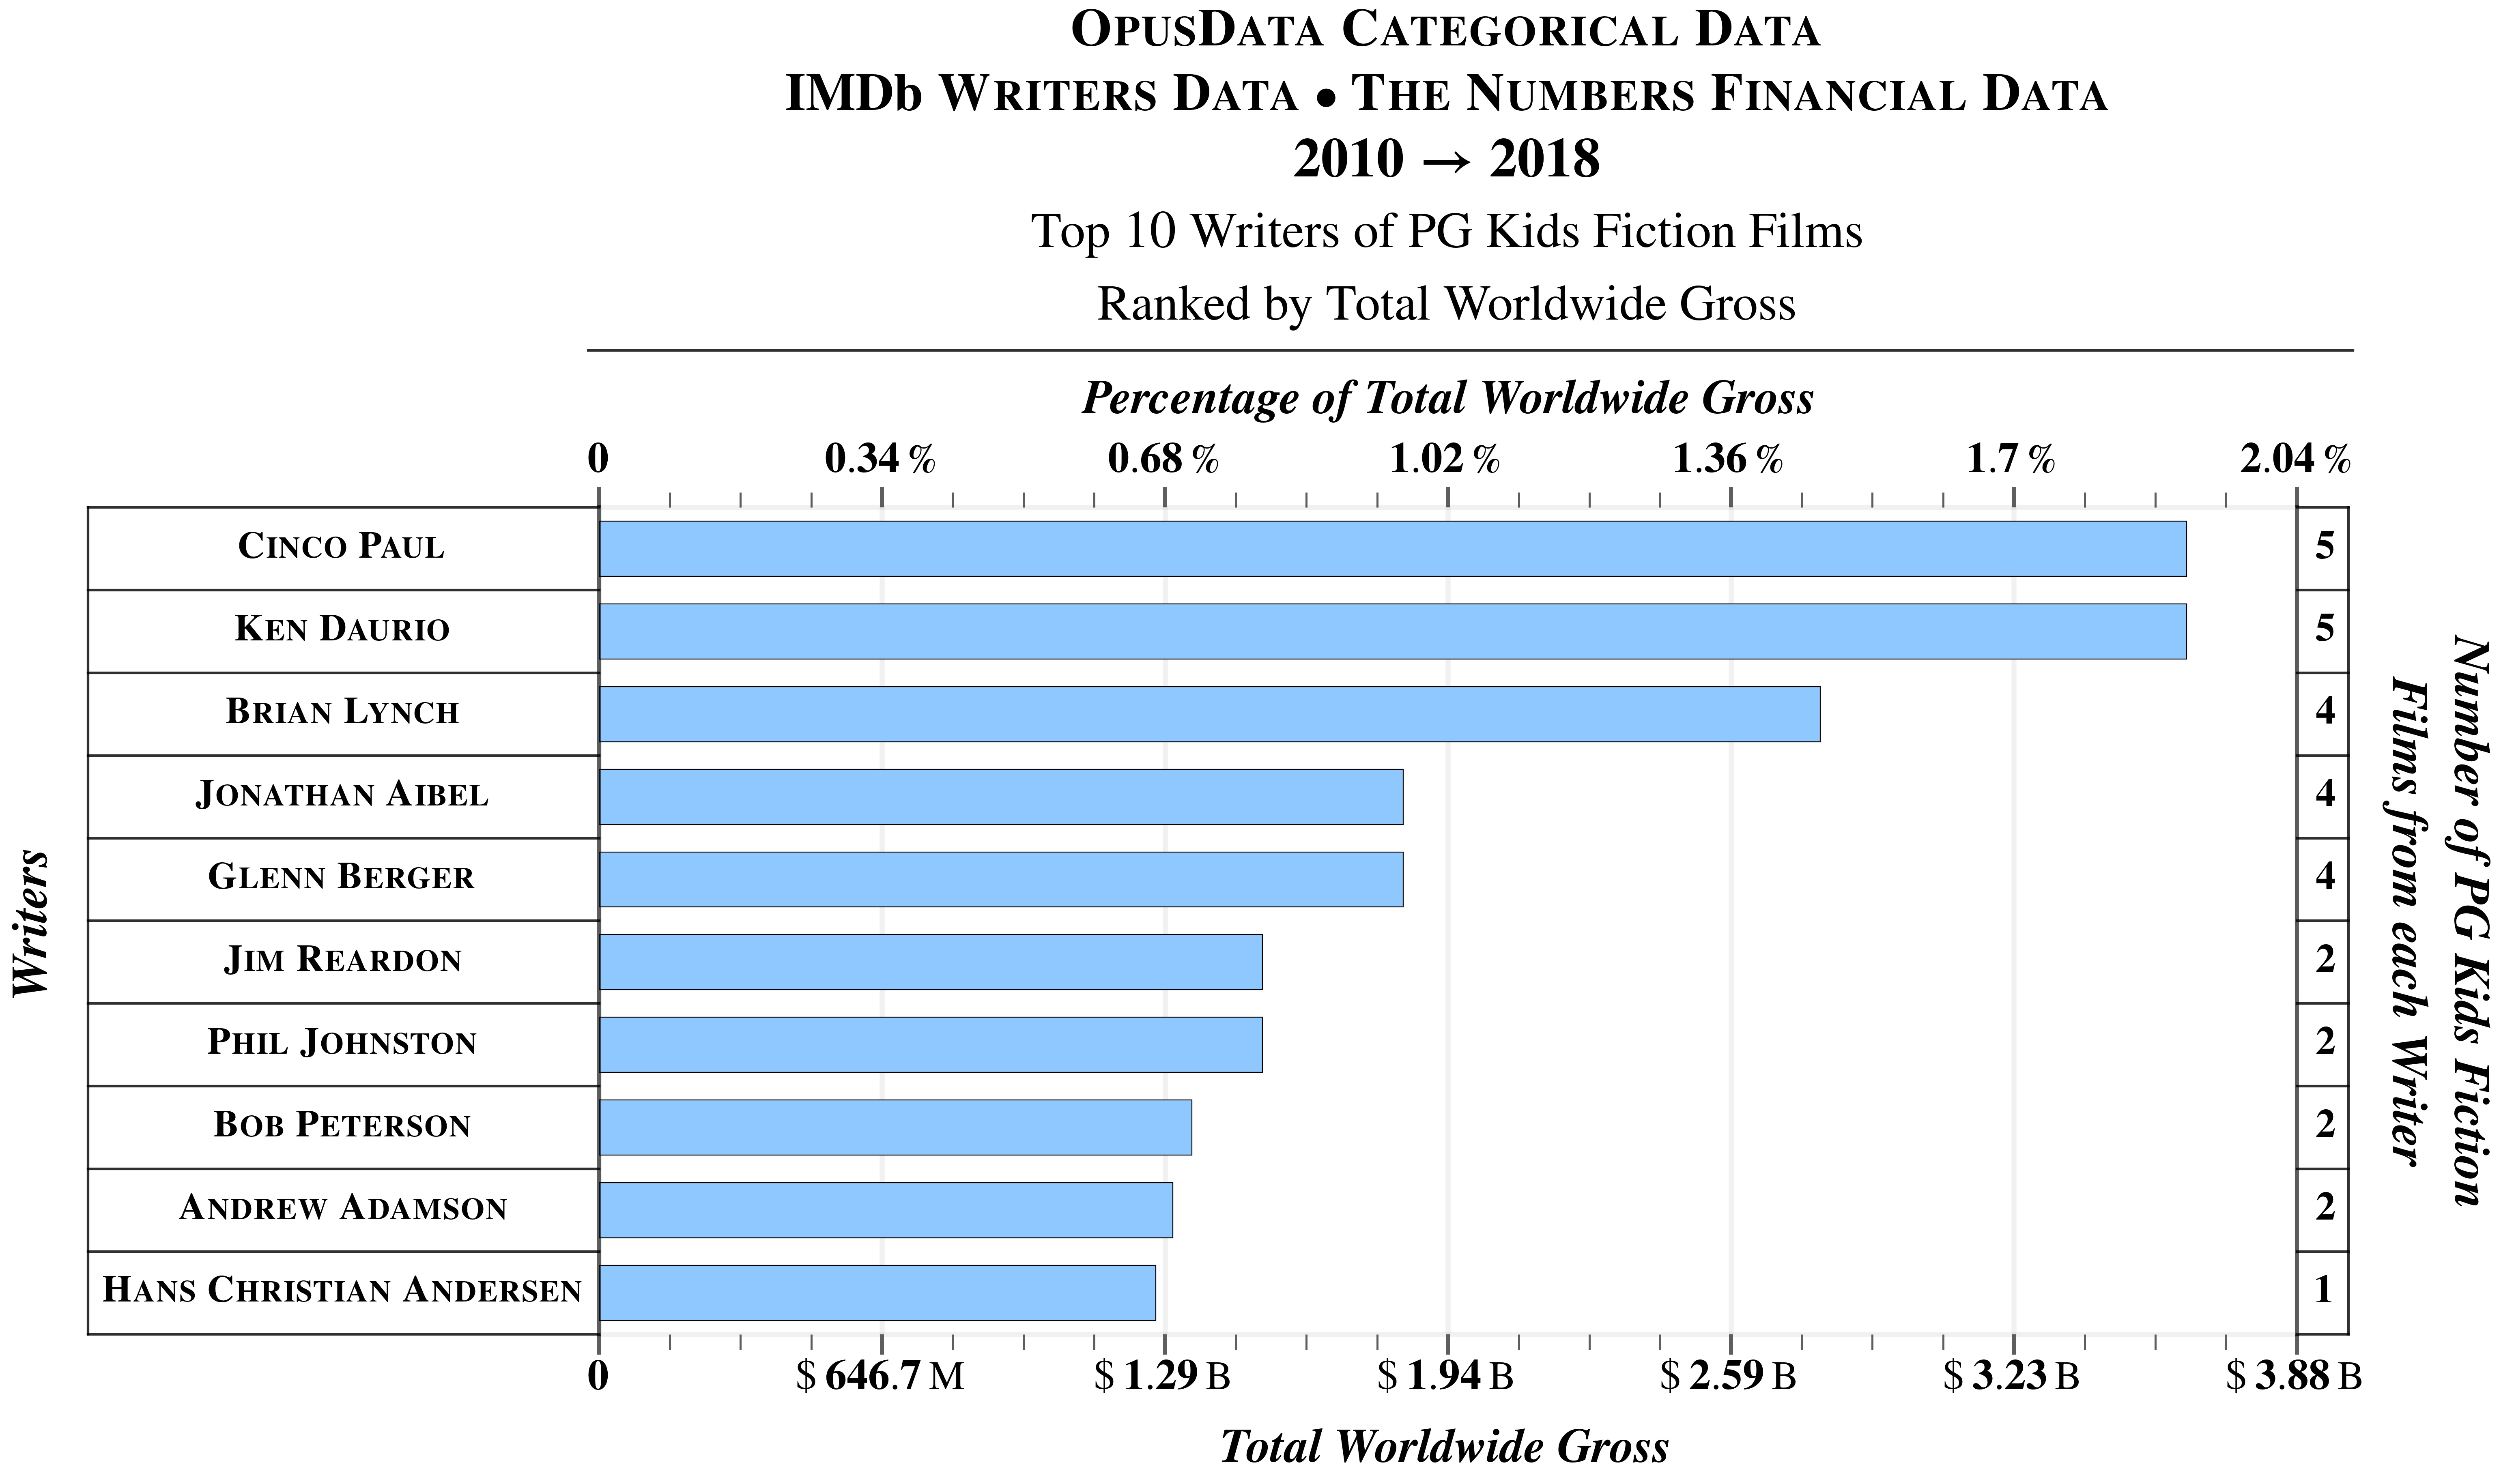 OpusData Categorical Data
IMDb Writers Data • The Numbers Financial Data
2010 → 2018
Top 10 Writers of PG Kids Fiction Films
Ranked by Total Worldwide Gross
Percentage of Total Worldwide Gross
0 0.34 % 0.68 % 1.02 % 1.36 % 1.7 % 2.04 %
Writers
Cinco Paul 5
Ken Daurio 5
Brian Lynch 4
Jonathan Aibel 4
Glenn Berger 4
Jim Reardon 2
Phil Johnston 2
Bob Peterson 2
Andrew Adamson 2
Hans Christian Andersen 1
Number of PG Kids Fiction
Films from each Writer
0 $ 646.7 M $ 1.29 B $ 1.94 B $ 2.59 B $ 3.23 B $ 3.88 B
Total Worldwide Gross